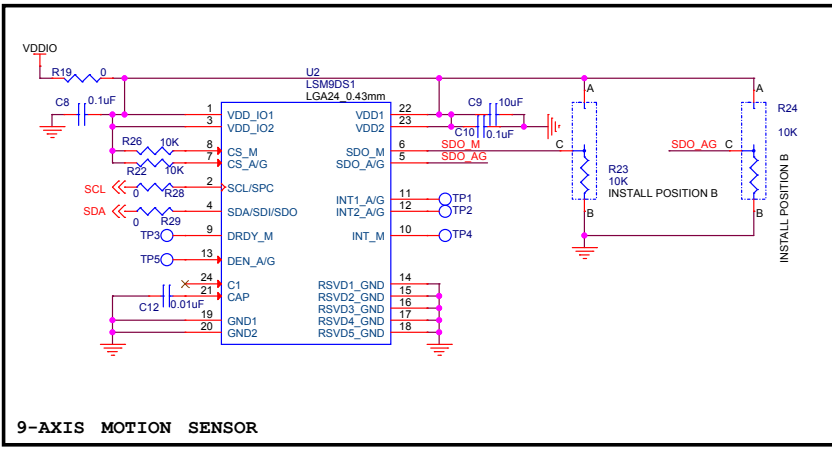 VDDIO
R19 0
U2
LSM9DS1
LGA24_0.43mm
C8 0.1uF
1 VDD_IO1
3 VDD_IO2
R26 10K
8 CS_M
R22 10K
7 CS_A/G
SCL 0 R28
2 SCL/SPC
SDA 0 R29
4 SDA/SDI/SDO
TP3 9 DRDY_M
TP5 13 DEN_A/G
24 C1
21 CAP
C12 0.01uF
19 GND1
20 GND2
VDD1 22
VDD2 23
C9 10uF
C10 0.1uF
SDO_M 6 SDO_M
SDO_A/G 5 SDO_AG
INT1_A/G 11 TP1
INT2_A/G 12 TP2
INT_M 10 TP4
RSVD1_GND 14
RSVD2_GND 15
RSVD3_GND 16
RSVD4_GND 17
RSVD5_GND 18
A
C
R23
10K
INSTALL POSITION B
B
A
R24
10K
SDO_AG C
B
INSTALL POSITION B
9-AXIS MOTION SENSOR